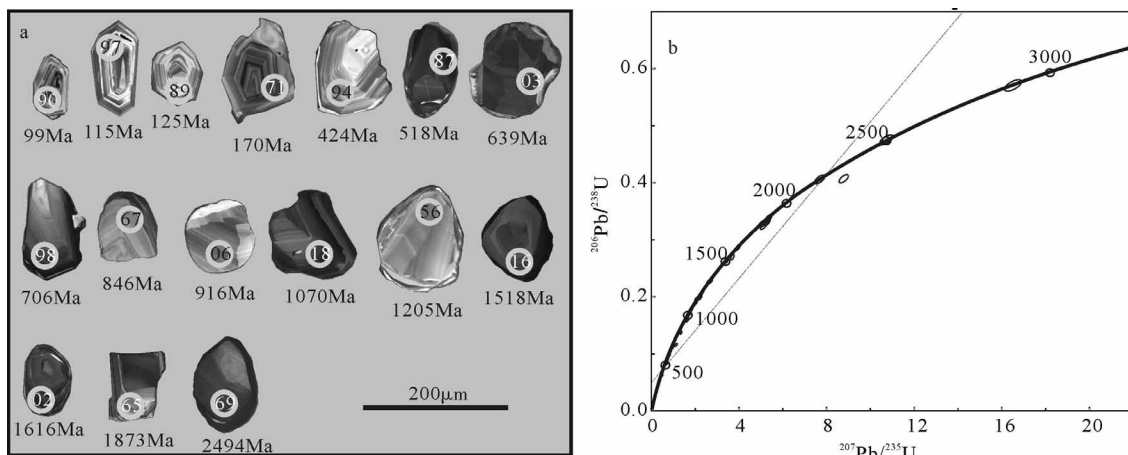 a
90 97 89 71 94 87 03
99Ma 115Ma 125Ma 170Ma 424Ma 518Ma 639Ma
98 67 06 18 56 16
706Ma 846Ma 916Ma 1070Ma 1205Ma 1518Ma
02 65 69
1616Ma 1873Ma 2494Ma
200μm
b
206Pb/238U
0.6
0.4
0.2
0.0
500
1000
1500
2000
2500
3000
0 4 8 12 16 20
207Pb/235U